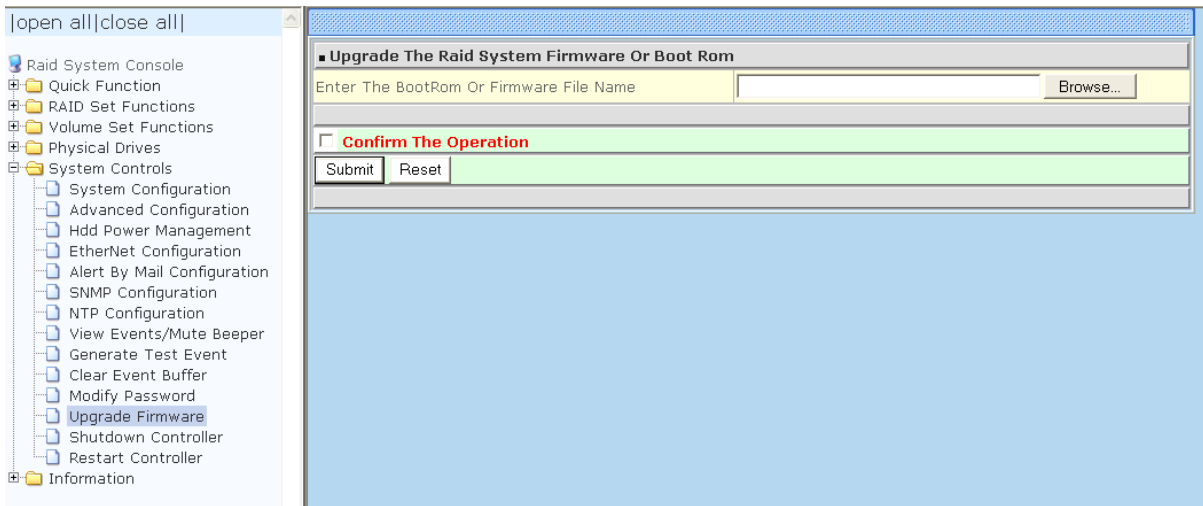 |open all|close all|
Raid System Console
Quick Function
RAID Set Functions
Volume Set Functions
Physical Drives
System Controls
System Configuration
Advanced Configuration
Hdd Power Management
EtherNet Configuration
Alert By Mail Configuration
SNMP Configuration
NTP Configuration
View Events/Mute Beeper
Generate Test Event
Clear Event Buffer
Modify Password
Upgrade Firmware
Shutdown Controller
Restart Controller
Information
Upgrade The Raid System Firmware Or Boot Rom
Enter The BootRom Or Firmware File Name
Browse...
Confirm The Operation
Submit Reset